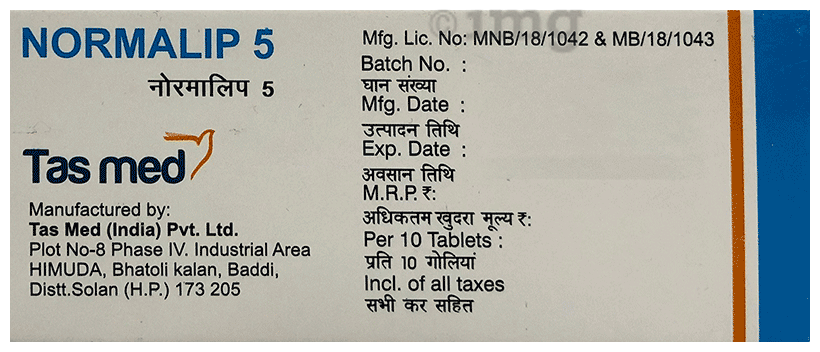 NORMALIP 5
नोरमालिप 5
Tas med
Manufactured by:
Tas Med (India) Pvt. Ltd.
Plot No-8 Phase IV. Industrial Area
HIMUDA, Bhatoli kalan, Baddi,
Distt.Solan (H.P.) 173 205
©img
Mfg. Lic. No: MNB/18/1042 & MB/18/1043
Batch No. :
घान संख्या
Mfg. Date :
उत्पादन तिथि
Exp. Date :
अवसान तिथि
M.R.P. ₹:
अधिकतम खुदरा मूल्य ₹:
Per 10 Tablets :
प्रति 10 गोलियां
Incl. of all taxes
सभी कर सहित